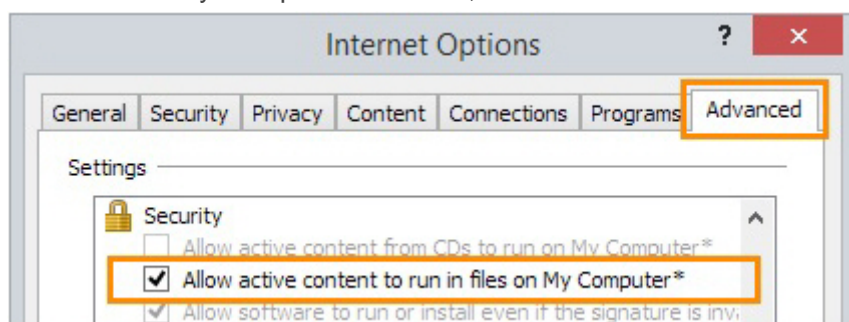 Internet Options ? ×
General Security Privacy Content Connections Programs Advanced
Settings
Security
Allow active content from CDs to run on My Computer*
Allow active content to run in files on My Computer*
Allow software to run or install even if the signature is